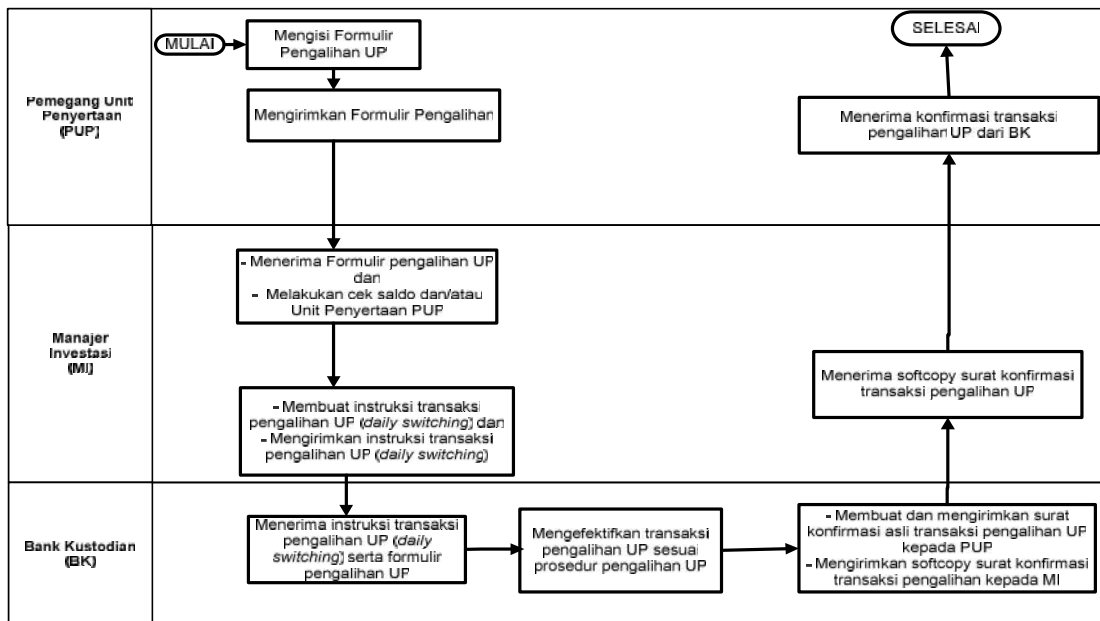 Pemegang Unit
Penyertaan
(PUP)
MULAI
Mengisi Formulir
Pengalihan UP
Mengirimkan Formulir Pengalihan
SELESAI
Menerima konfirmasi transaksi
pengalihan UP dari BK
Manajer
Investasi
(MI)
- Menerima Formulir pengalihan UP
dan
- Melakukan cek saldo dan/atau
Unit Penyertaan PUP
- Membuat instruksi transaksi
pengalihan UP (daily switching) dan
- Mengirimkan instruksi transaksi
pengalihan UP (daily switching)
Menerima softcopy surat konfirmasi
transaksi pengalihan UP
Bank Kustodian
(BK)
Menerima instruksi transaksi
pengalihan UP (daily
switching) serta formulir
pengalihan UP
Mengefektifkan transaksi
pengalihan UP sesuai
prosedur pengalihan UP
- Membuat dan mengirimkan surat
konfirmasi asli transaksi pengalihan UP
kepada PUP
- Mengirimkan softcopy surat konfirmasi
transaksi pengalihan kepada MI